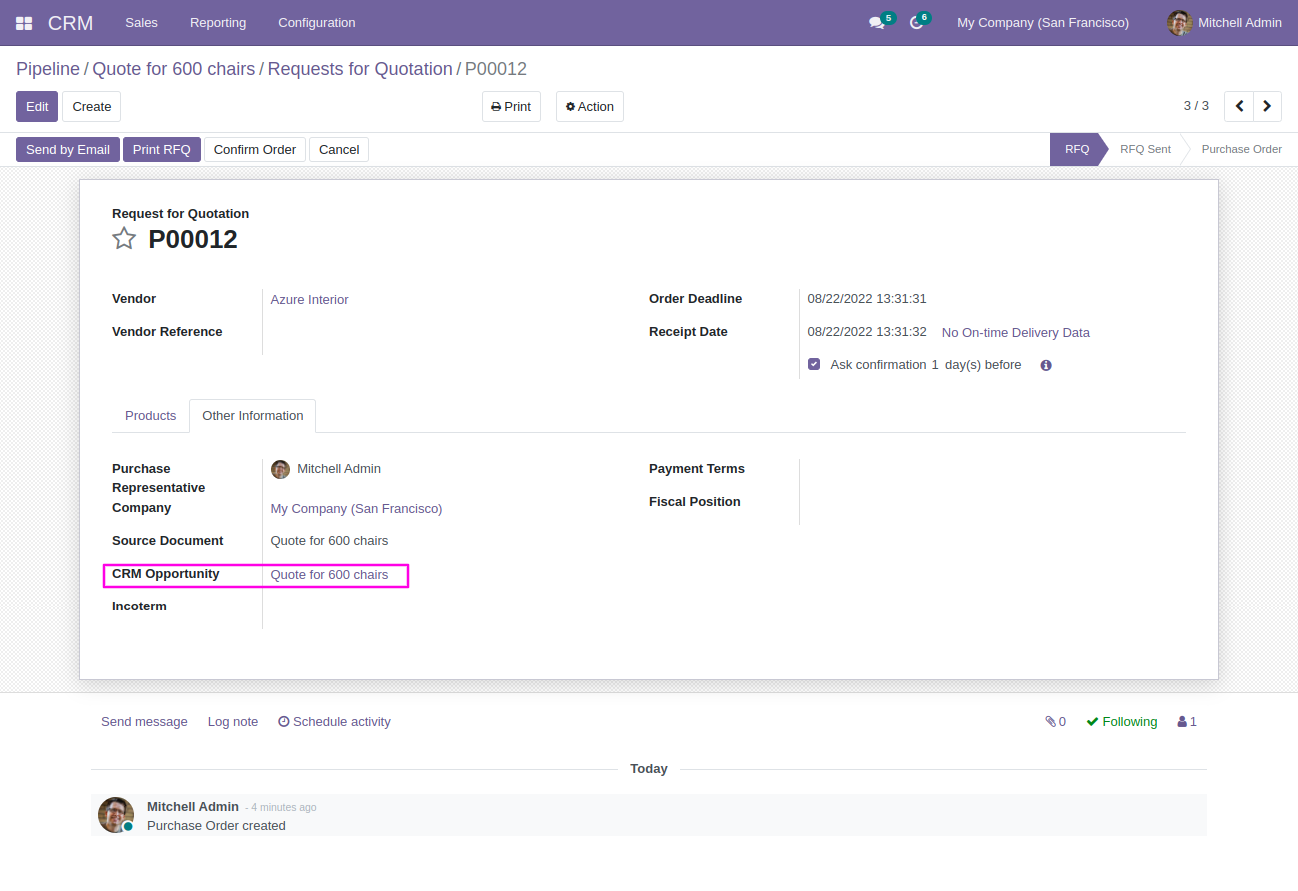 CRM Sales Reporting Configuration 5 6 My Company (San Francisco) Mitchell Admin
Pipeline / Quote for 600 chairs / Requests for Quotation / P00012
Edit Create Print Action 3 / 3
Send by Email Print RFQ Confirm Order Cancel RFQ RFQ Sent Purchase Order
Request for Quotation
P00012
Vendor Azure Interior Order Deadline 08/22/2022 13:31:31
Vendor Reference Receipt Date 08/22/2022 13:31:32 No On-time Delivery Data
Ask confirmation 1 day(s) before
Products Other Information
Purchase Mitchell Admin Payment Terms
Representative
Company My Company (San Francisco) Fiscal Position
Source Document Quote for 600 chairs
CRM Opportunity Quote for 600 chairs
Incoterm
Send message Log note Schedule activity 0 Following 1
Today
Mitchell Admin - 4 minutes ago
Purchase Order created